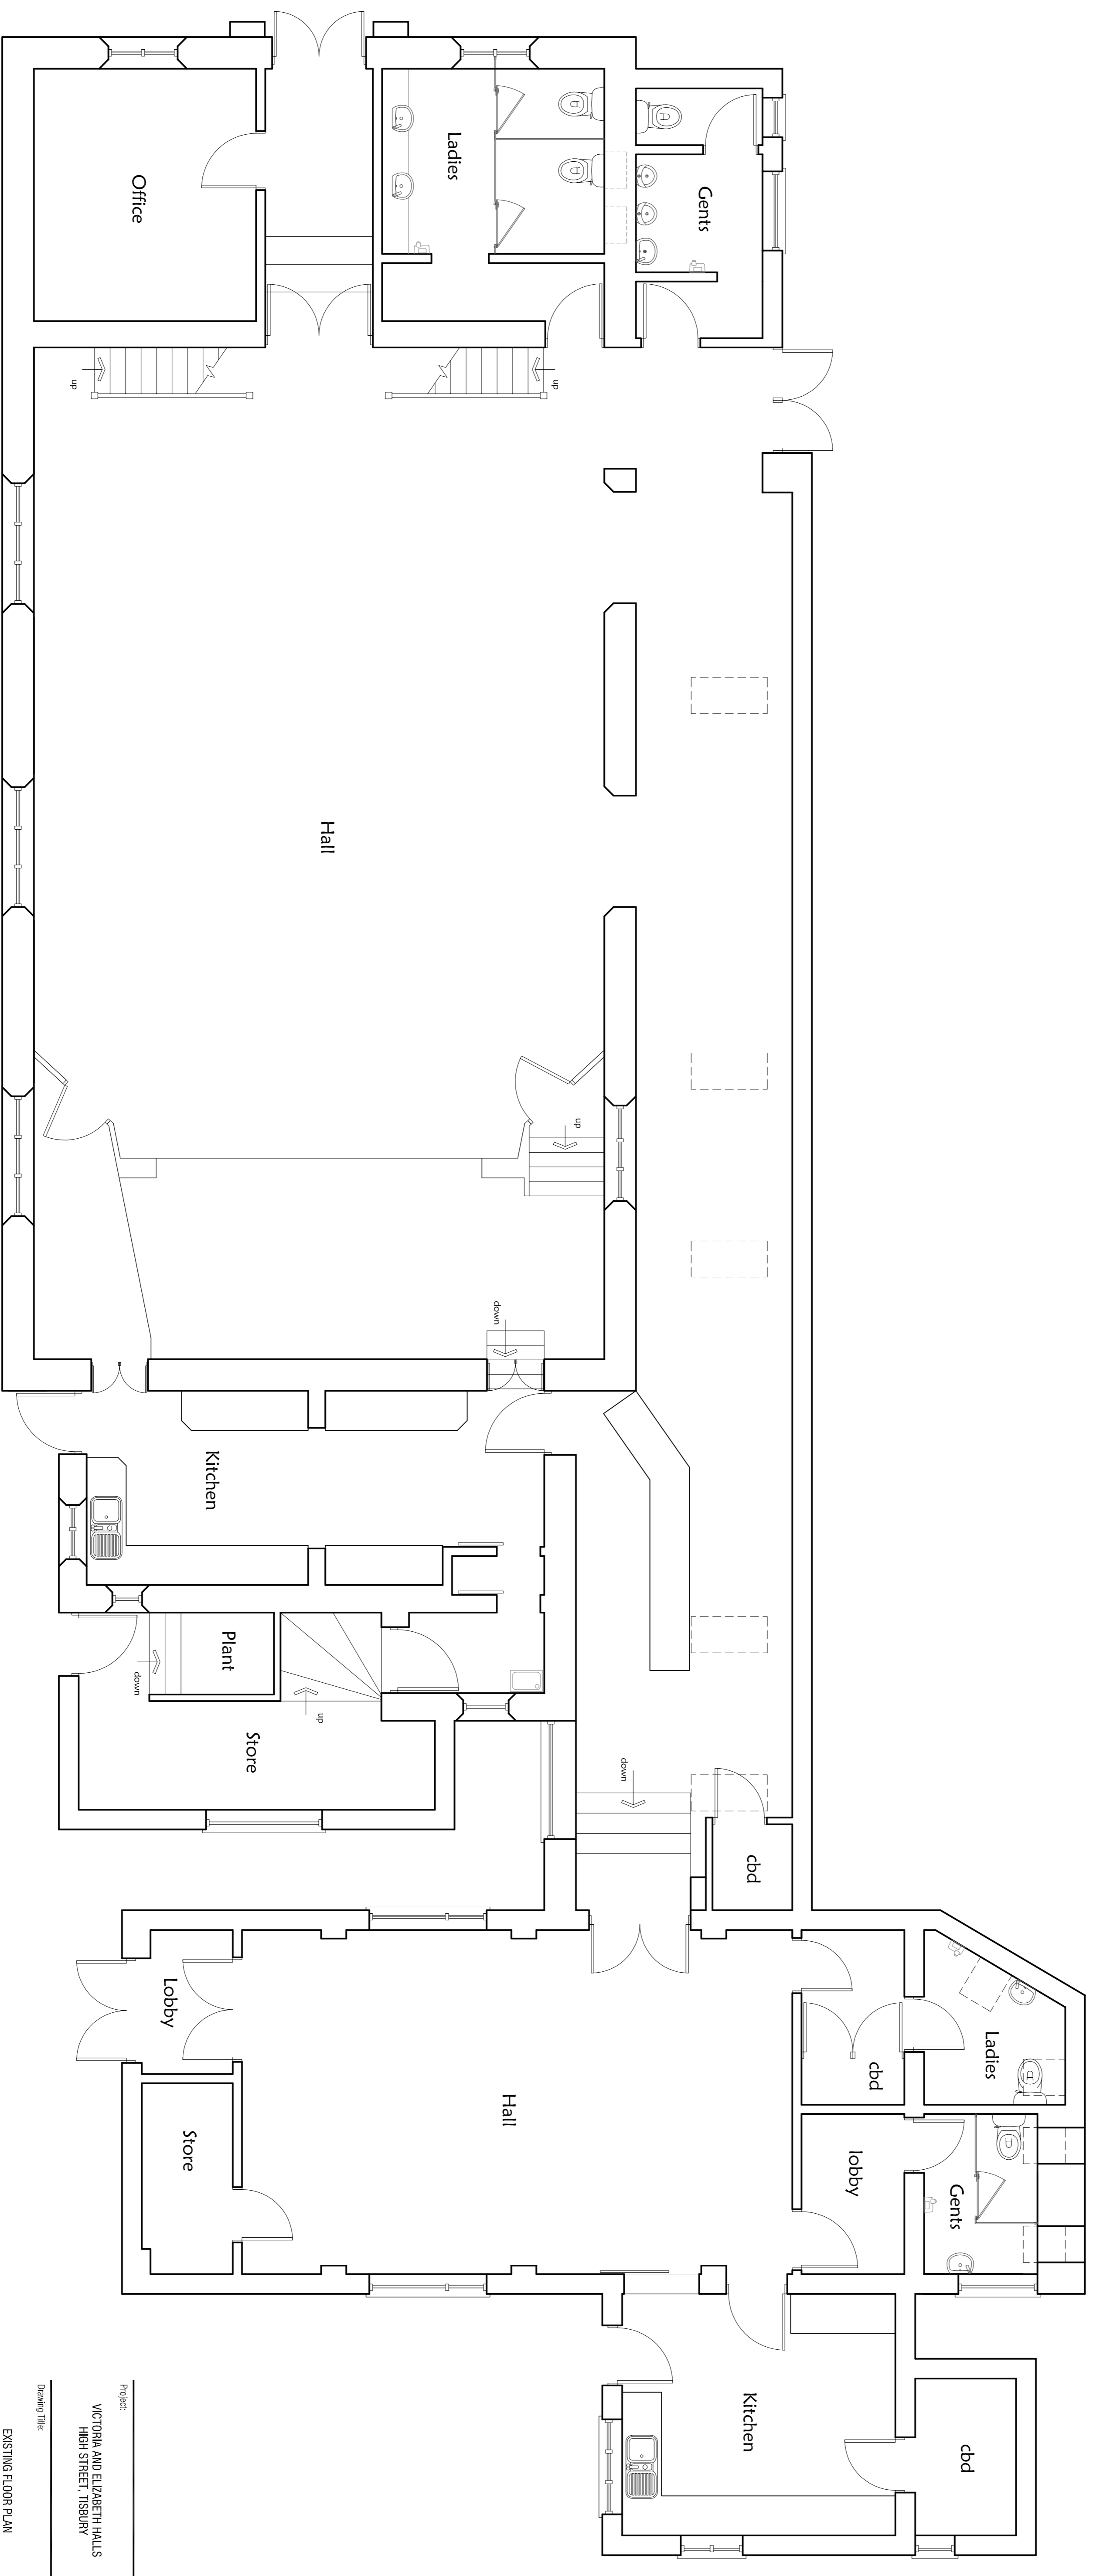 Office
Ladies
Gents
up
up
Hall
up
down
Kitchen
Plant
down
up
Store
down
cbd
Lobby
Store
Hall
cbd
Ladies
lobby
Gents
Kitchen
cbd
Project:
VICTORIA AND ELIZABETH HALLS
HIGH STREET, TISBURY
Drawing Title:
EXISTING FLOOR PLAN